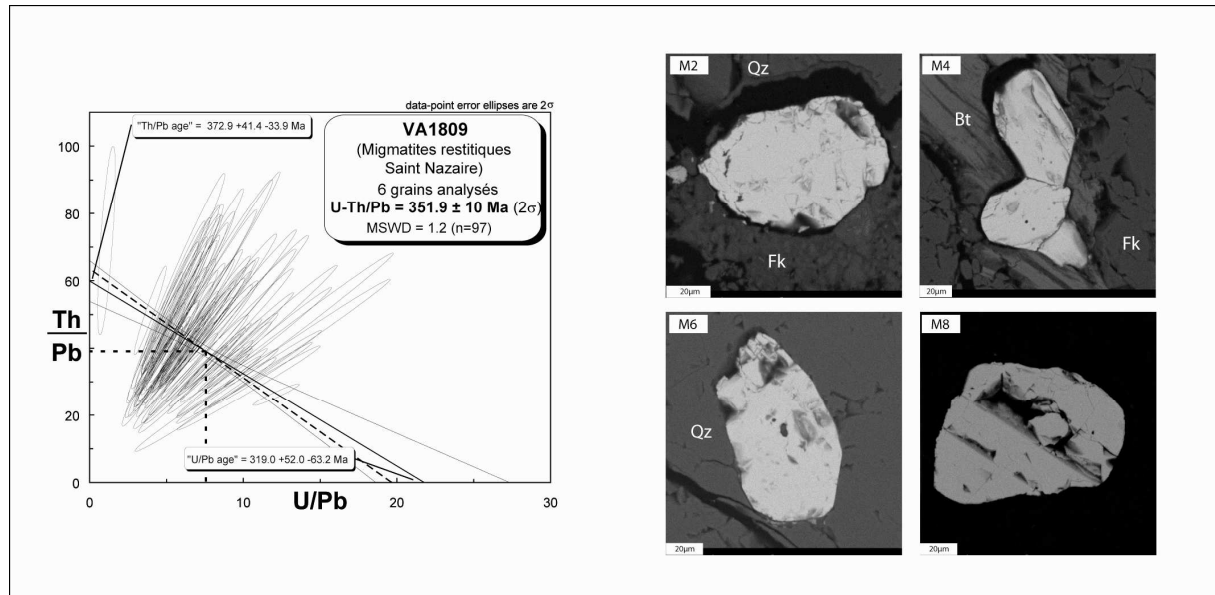 data-point error ellipses are 2σ
"Th/Pb age" = 372.9 +41.4 -33.9 Ma
VA1809
(Migmatites restitiques
Saint Nazaire)
6 grains analysés
U-Th/Pb = 351.9 ± 10 Ma (2σ)
MSWD = 1.2 (n=97)
100
80
60
40
20
0
Th
Pb
"U/Pb age" = 319.0 +52.0 -63.2 Ma
0
10
20
30
U/Pb
M2
Qz
Fk
20µm
M4
Bt
Fk
20µm
M6
Qz
20µm
M8
20µm